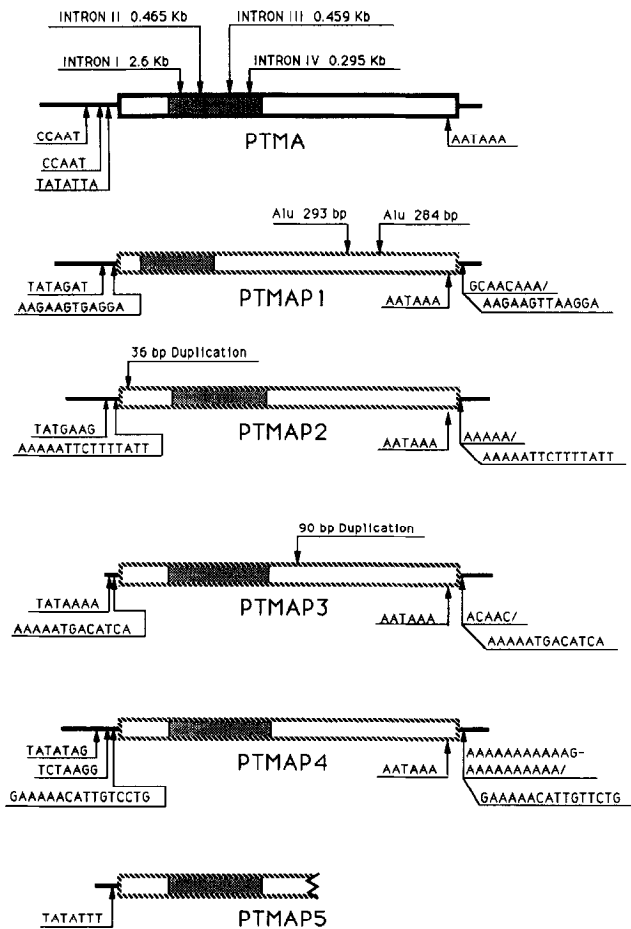 INTRON II 0.465 Kb
INTRON III 0.459 Kb
INTRON I 2.6 Kb
INTRON IV 0.295 Kb
CCAAT
PTMA
AATAAA
CCAAT
TATATTA
Alu 293 bp
Alu 284 bp
TATAGAT
PTMAP1
AATAAA
GCAACAAA/
AAGAAGTGAGGA
AAGAAGTTAAGGA
36 bp Duplication
TATGAAG
PTMAP2
AATAAA
AAAAA/
AAAAATTCTTTTATT
AAAAATTCTTTTATT
90 bp Duplication
TATAAAA
PTMAP3
AATAAA
ACAAC/
AAAAATGACATCA
AAAAATGACATCA
TATATAG
PTMAP4
AATAAA
AAAAAAAAAAAG-
TCTAAGG
AAAAAAAAAA/
GAAAAACATTGTCCTG
GAAAAACATTGTTCTG
TATATTT
PTMAP5